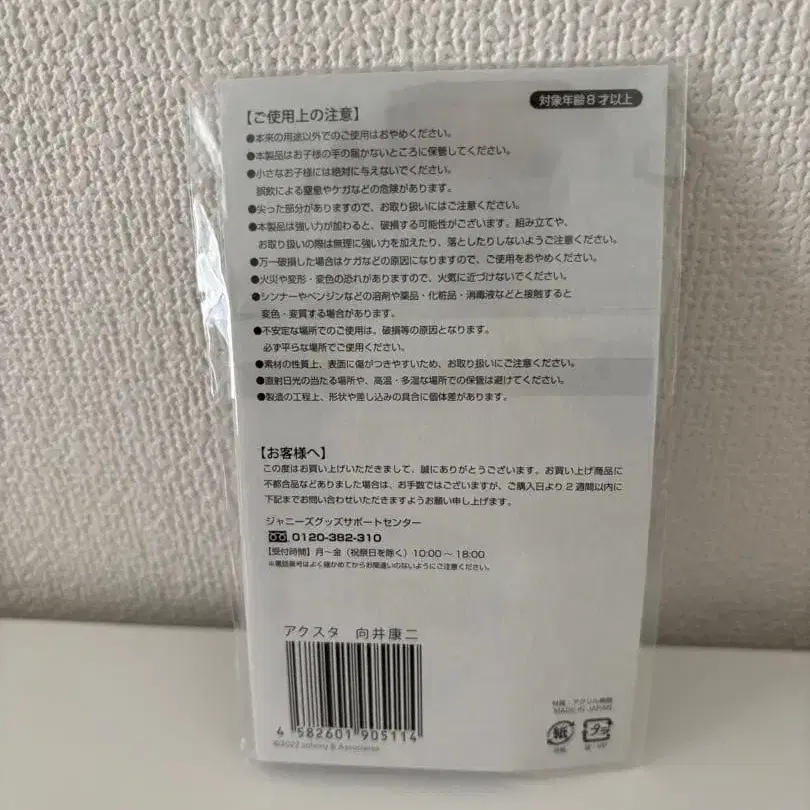 対象年齢8才以上
【ご使用上の注意】
●本来の用途以外でのご使用はおやめください。
●本製品はお子様の手の届かないところに保管してください。
●小さなお子様には絶対に与えないでください。
誤飲による窒息やケガなどの危険があります。
●尖った部分がありますので、お取り扱いにはご注意ください。
●本製品は強い力が加わると、破損する可能性がございます。組み立てや、
お取り扱いの際は無理に強い力を加えたり、落としたりしないようご注意ください。
●万一破損した場合はケガなどの原因になりますので、ご使用をおやめください。
●火災や変形・変色の恐れがありますので、火気に近づけないでください。
●シンナーやベンジンなどの溶剤や薬品・化粧品・消毒液などと接触すると
変色・変質する場合があります。
●不安定な場所でのご使用は、破損等の原因となります。
必ず平らな場所でご使用ください。
●素材の性質上、表面に傷がつきやすいため、お取り扱いにご注意ください。
●直射日光の当たる場所や、高温・多湿な場所での保管は避けてください。
●製造の工程上、形状や差し込みの具合に個体差があります。
【お客様へ】
この度はお買い上げいただきまして、誠にありがとうございます。お買い上げ商品に
不都合品などありました場合は、お手数ではございますが、ご購入日より2週間以内に
下記までお問い合わせいただきますようお願い申し上げます。
ジャニーズグッズサポートセンター
0120-382-310
【受付時間】月〜金（祝祭日を除く）10:00〜18:00
※電話番号はよく確かめてからお間違いのないようにご注意ください。
アクスタ 向井康二
4 582601 905114
©2022 Johnny & Associates
材質：アクリル樹脂
MADE IN JAPAN
紙
プラ